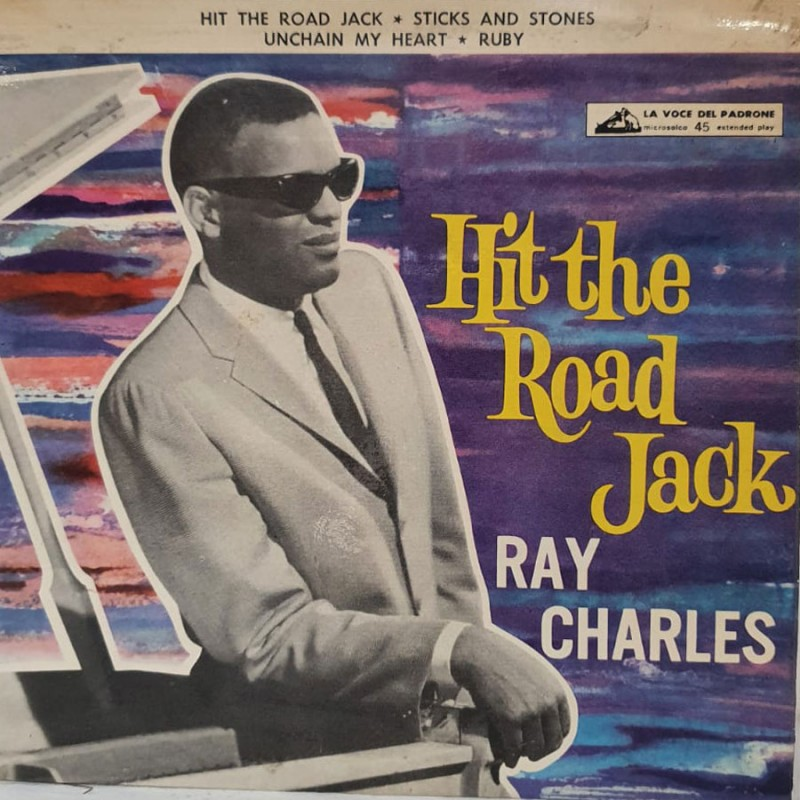 HIT THE ROAD JACK ★ STICKS AND STONES
UNCHAIN MY HEART ★ RUBY
LA VOCE DEL PADRONE
microsolco 45 extended play
Hit the
Road
Jack
RAY
CHARLES